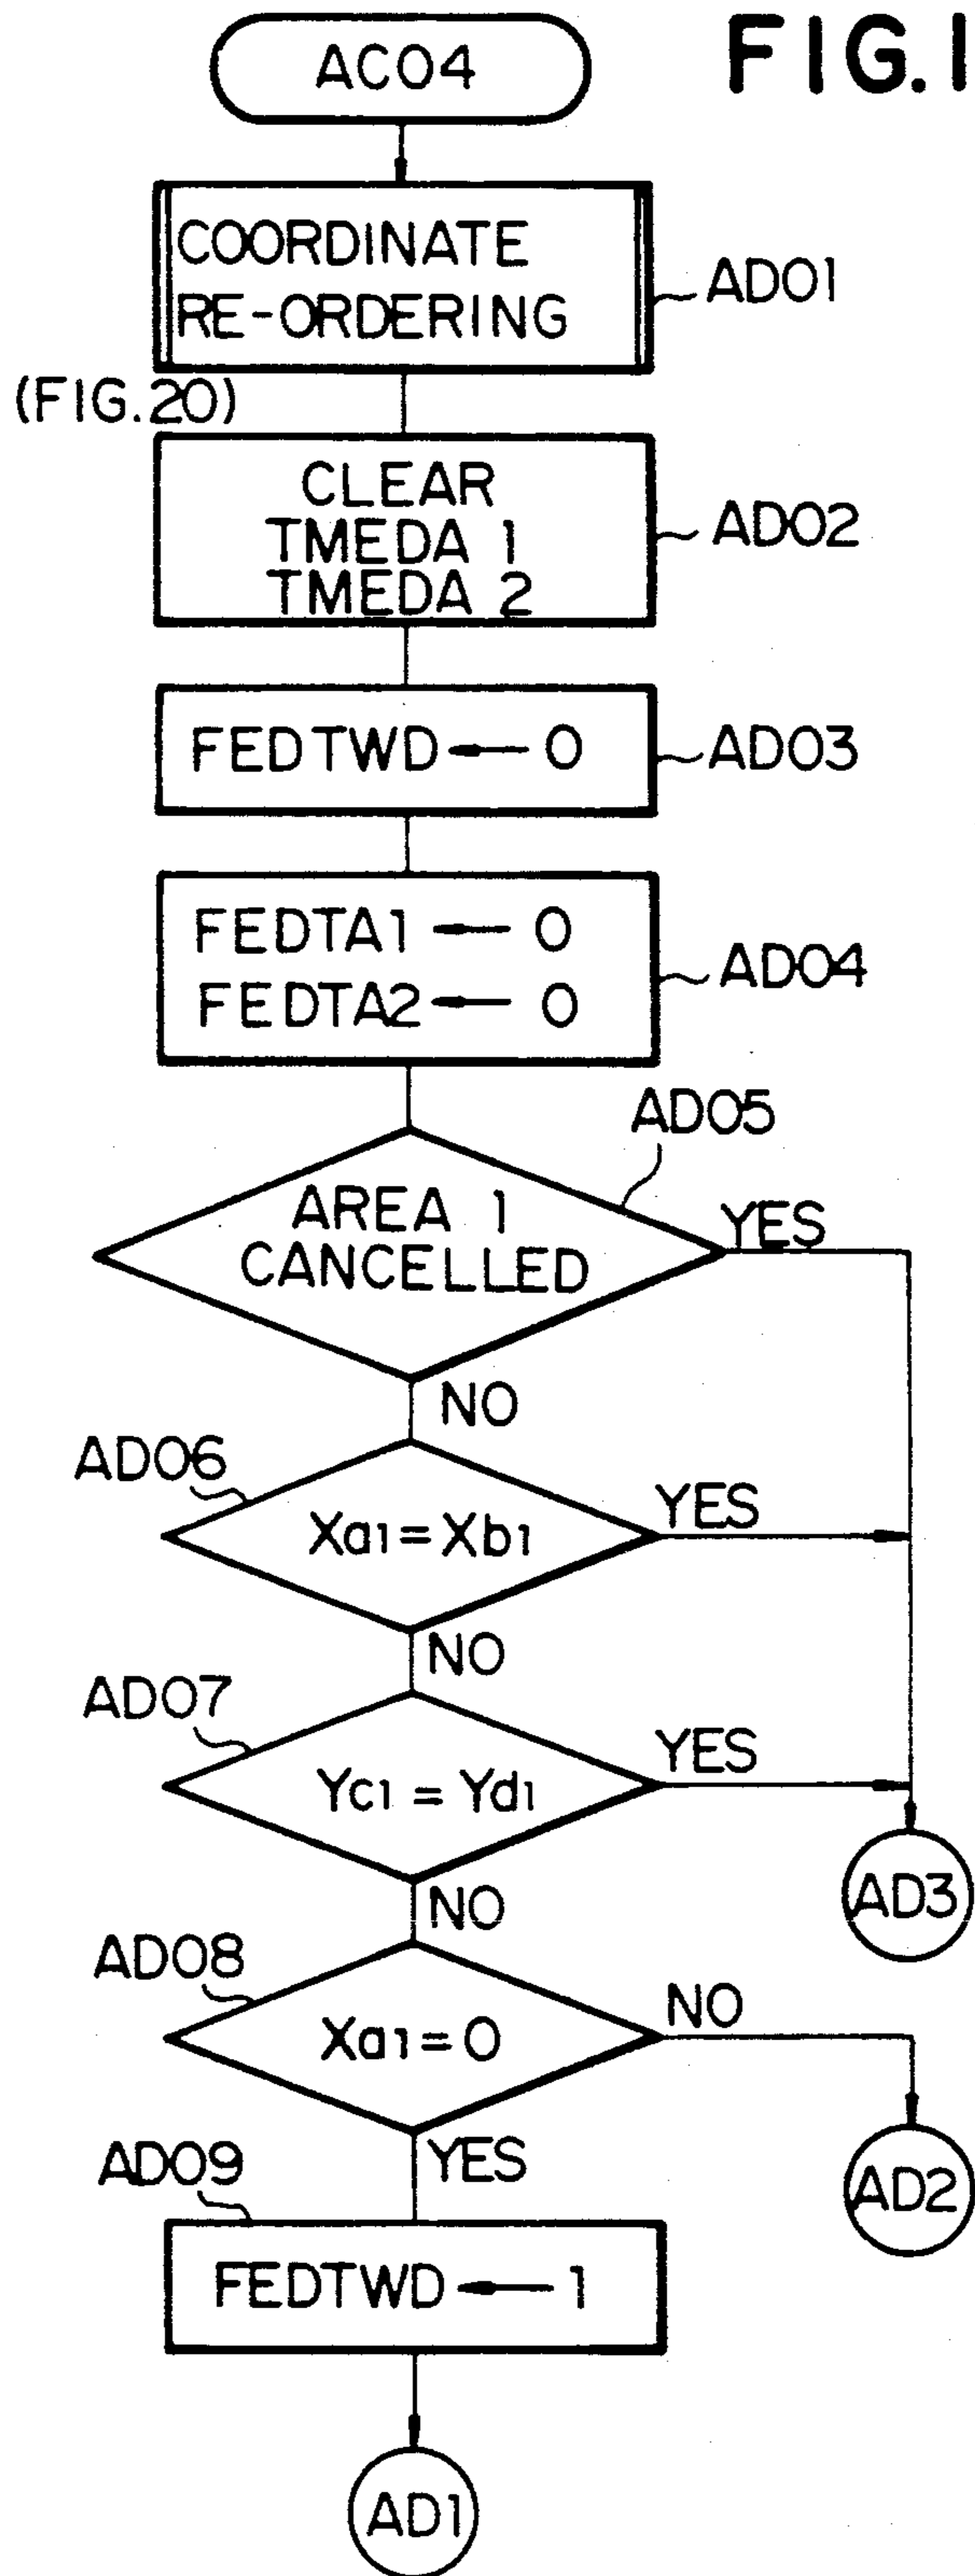 FIG.1
AC04
COORDINATE
RE-ORDERING
AD01
(FIG.20)
CLEAR
TMEDA 1
TMEDA 2
AD02
FEDTWD ← 0
AD03
FEDTA1 ← 0
FEDTA2 ← 0
AD04
AD05
AREA 1
CANCELLED
YES
NO
AD06
Xa1 = Xb1
YES
NO
AD07
Yc1 = Yd1
YES
NO
AD3
AD08
Xa1 = 0
NO
YES
AD2
AD09
FEDTWD ← 1
AD1